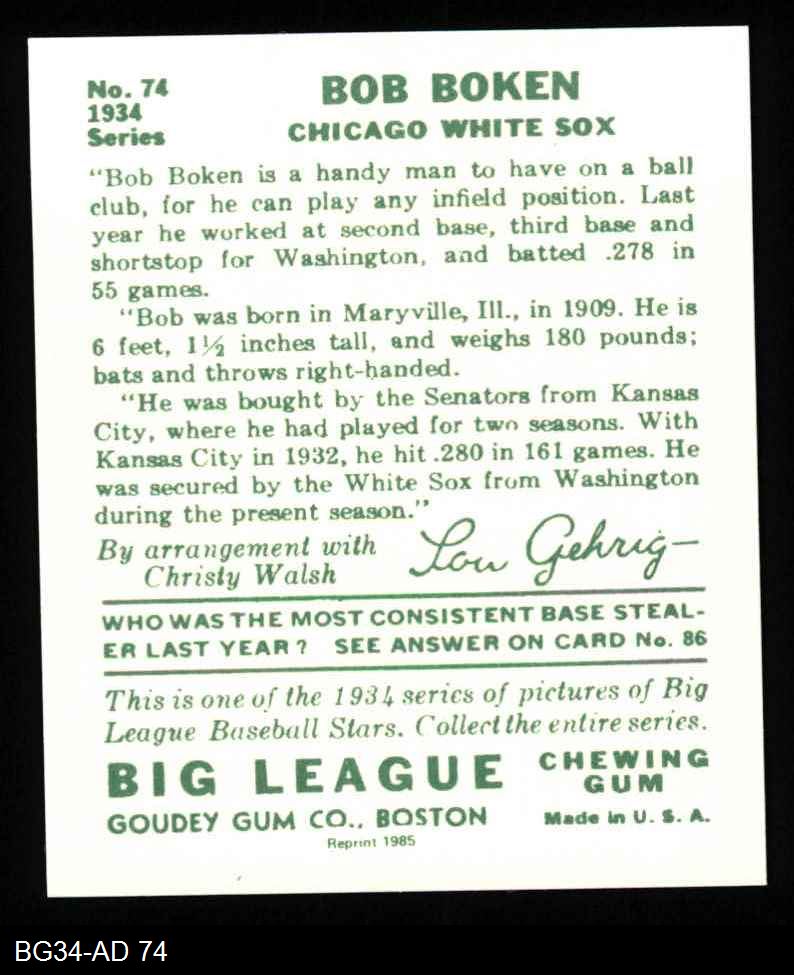 No. 74
1934
Series
BOB BOKEN
CHICAGO WHITE SOX
"Bob Boken is a handy man to have on a ball
club, for he can play any infield position. Last
year he worked at second base, third base and
shortstop for Washington, and batted .278 in
55 games.
"Bob was born in Maryville, Ill., in 1909. He is
6 feet, 1½ inches tall, and weighs 180 pounds;
bats and throws right-handed.
"He was bought by the Senators from Kansas
City, where he had played for two seasons. With
Kansas City in 1932, he hit .280 in 161 games. He
was secured by the White Sox from Washington
during the present season."
By arrangement with
Christy Walsh
Lou Gehrig
WHO WAS THE MOST CONSISTENT BASE STEAL-
ER LAST YEAR? SEE ANSWER ON CARD No. 86
This is one of the 1934 series of pictures of Big
League Baseball Stars. Collect the entire series.
BIG LEAGUE
CHEWING
GUM
GOUDEY GUM CO., BOSTON
Made in U. S. A.
Reprint 1985
BG34-AD 74